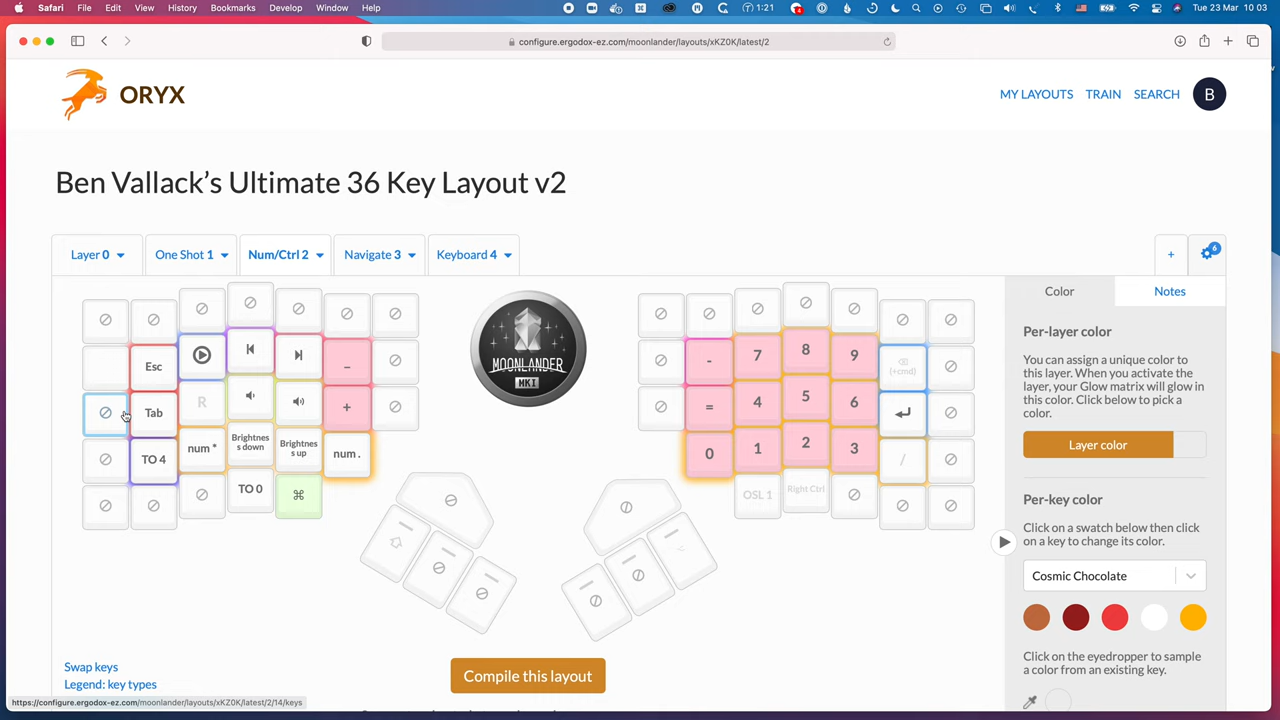 Safari File Edit View History Bookmarks Develop Window Help 1:21 4 Tue 23 Mar 10 03
configure.ergodox-ez.com/moonlander/layouts/xKZ0K/latest/2
ORYX
MY LAYOUTS TRAIN SEARCH B
Ben Vallack’s Ultimate 36 Key Layout v2
Layer 0 One Shot 1 Num/Ctrl 2 Navigate 3 Keyboard 4 + 6
Color Notes
Esc _
- 7 8 9 (+cmd)
MOONLANDER
MK I
Tab R +
= 4 5 6
TO 4 num * Brightness down Brightness up num .
0 1 2 3 /
TO 0 ⌘
OSL 1 Right Ctrl
Per-layer color
You can assign a unique color to
this layer. When you activate the
layer, your Glow matrix will glow in
this color. Click below to pick a
color.
Layer color
Per-key color
Click on a swatch below then click
on a key to change its color.
Cosmic Chocolate
Click on the eyedropper to sample
a color from an existing key.
Swap keys
Legend: key types
Compile this layout
https://configure.ergodox-ez.com/moonlander/layouts/xKZ0K/latest/2/14/keys